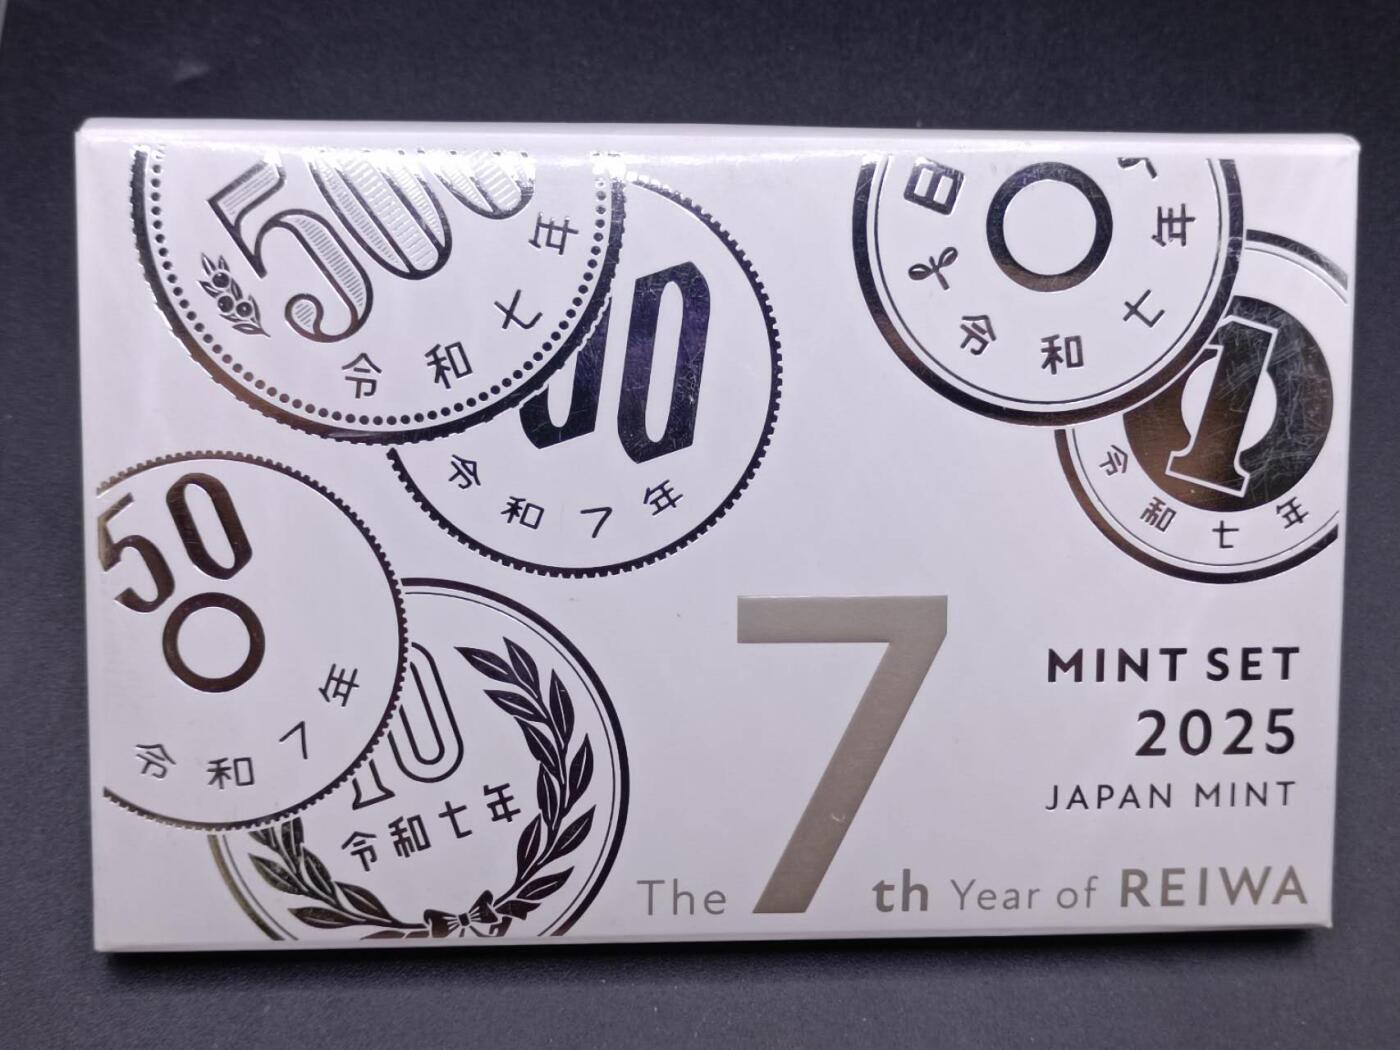 500
令和七年
00
令和7年
日
令和七年
1
令和七年
50
令和7年
10
令和七年
7
MINT SET
2025
JAPAN MINT
The 7th Year of REIWA